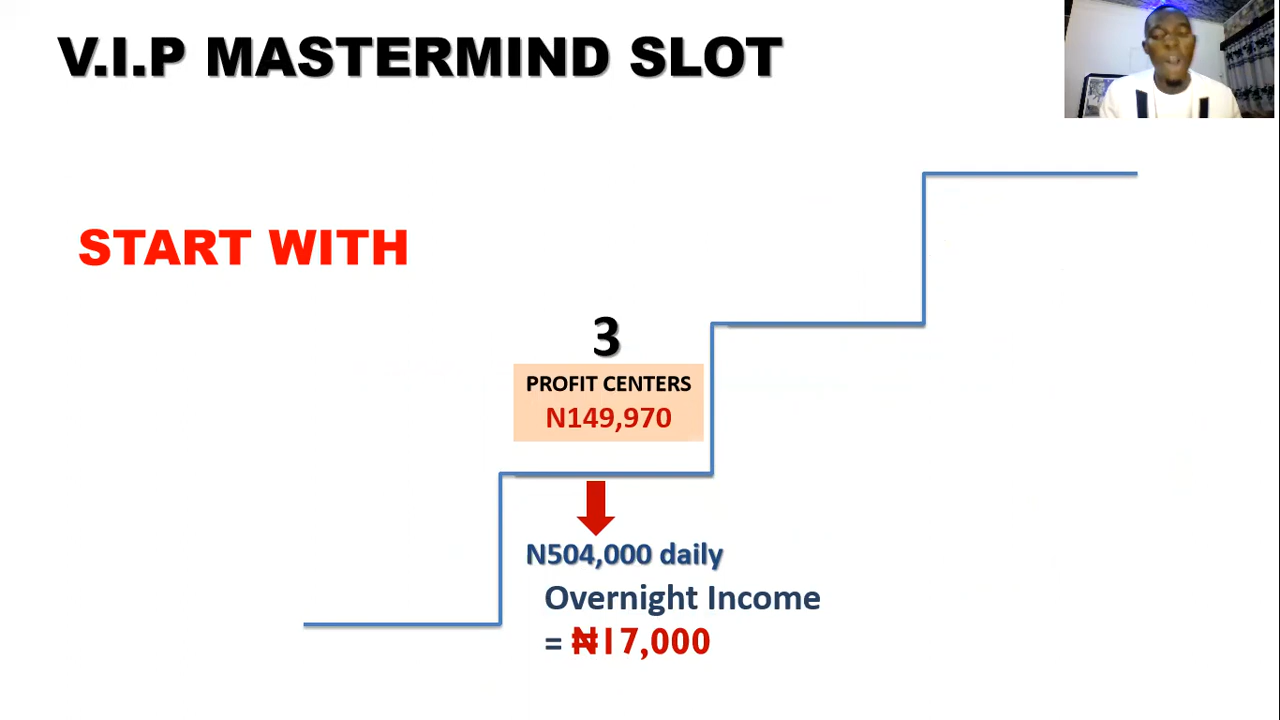 V.I.P MASTERMIND SLOT
START WITH
3
PROFIT CENTERS
N149,970
N504,000 daily
Overnight Income
= ₦17,000